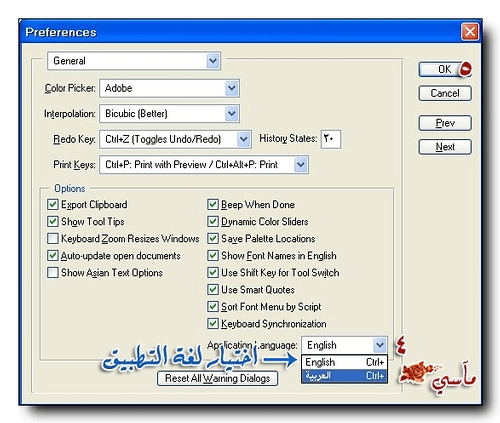 Preferences
General
OK ٥
Color Picker: Adobe
Cancel
Interpolation: Bicubic (Better)
Prev
Redo Key: Ctrl+Z (Toggles Undo/Redo) History States: ٢٠
Next
Print Keys: Ctrl+P: Print with Preview / Ctrl+Alt+P: Print
Options
Export Clipboard
Show Tool Tips
Keyboard Zoom Resizes Windows
Auto-update open documents
Show Asian Text Options
Beep When Done
Dynamic Color Sliders
Save Palette Locations
Show Font Names in English
Use Shift Key for Tool Switch
Use Smart Quotes
Sort Font Menu by Script
Keyboard Synchronization
Application Language: English ٤
English Ctrl+
العربية Ctrl+
أختيار لغة التطبيق
مآسي
Reset All Warning Dialogs